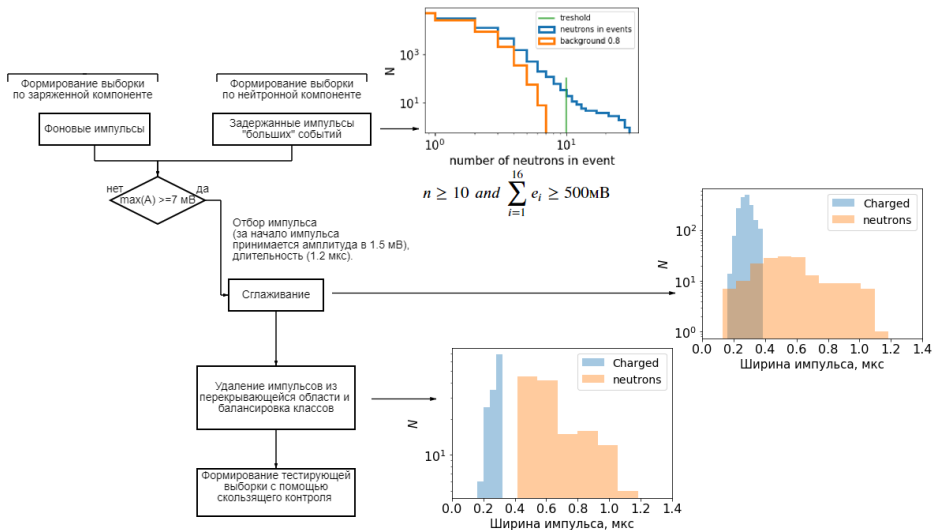 Формирование выборки
по заряженной компоненте
Формирование выборки
по нейтронной компоненте
Фоновые импульсы
Задержанные импульсы
"больших" событий
нет
да
max(A) >=7 мВ
Отбор импульса
(за начало импульса
принимается амплитуда в 1.5 мВ),
длительность (1.2 мкс).
Сглаживание
Удаление импульсов из
перекрывающейся области и
балансировка классов
Формирование тестирующей
выборки с помощью
скользящего контроля
treshold
neutrons in events
background 0.8
N
10³
10¹
10⁰
10¹
number of neutrons in event
n ≥ 10 and ∑_{i=1}^{16} e_i ≥ 500мВ
Charged
neutrons
N
10²
10¹
10⁰
0.0 0.2 0.4 0.6 0.8 1.0 1.2 1.4
Ширина импульса, мкс
Charged
neutrons
N
10¹
0.0 0.2 0.4 0.6 0.8 1.0 1.2 1.4
Ширина импульса, мкс